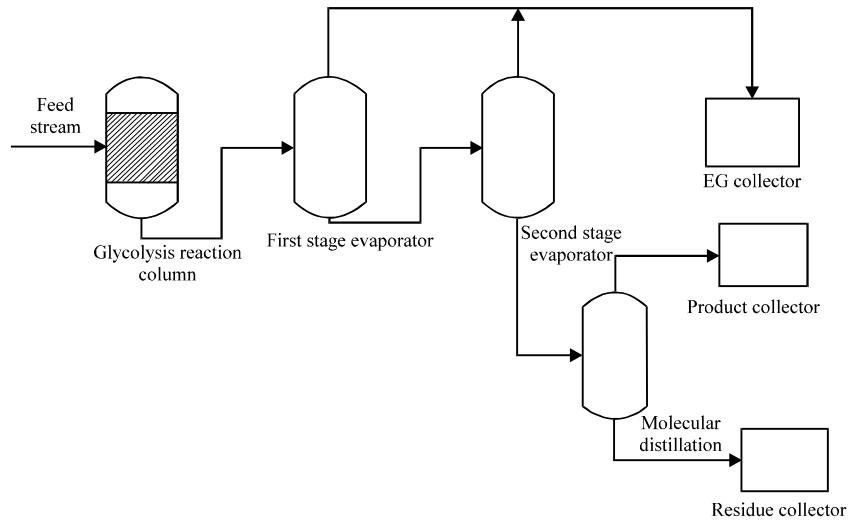 Feed
stream
EG collector
First stage evaporator
Second stage
evaporator
Glycolysis reaction
column
Product collector
Molecular
distillation
Residue collector